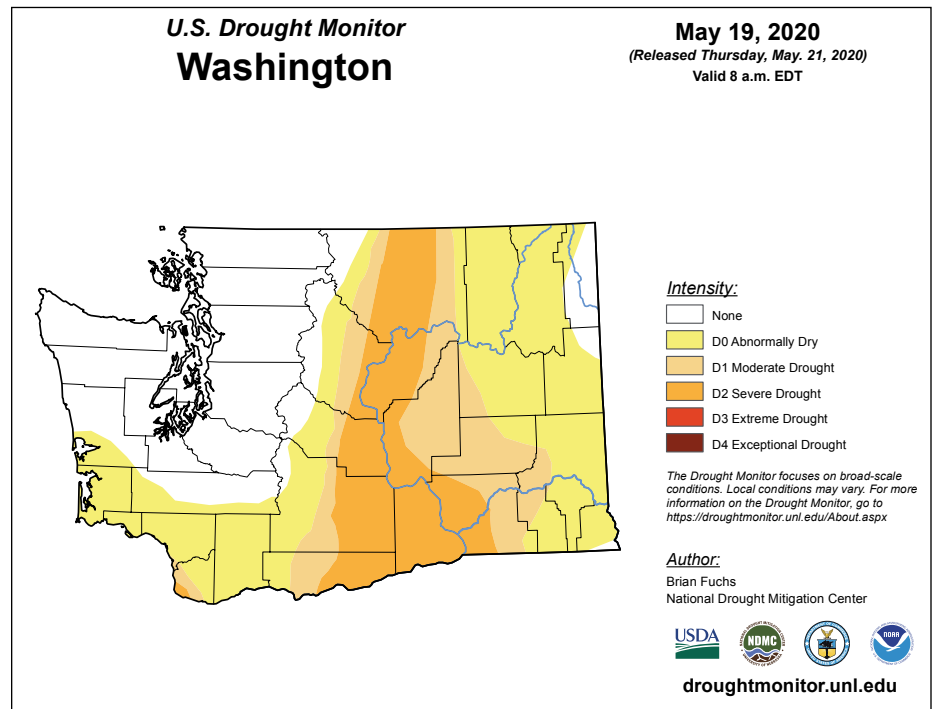 U.S. Drought Monitor
Washington
May 19, 2020
(Released Thursday, May. 21, 2020)
Valid 8 a.m. EDT
Intensity:
None
D0 Abnormally Dry
D1 Moderate Drought
D2 Severe Drought
D3 Extreme Drought
D4 Exceptional Drought
The Drought Monitor focuses on broad-scale
conditions. Local conditions may vary. For more
information on the Drought Monitor, go to
https://droughtmonitor.unl.edu/About.aspx
Author:
Brian Fuchs
National Drought Mitigation Center
USDA
NDMC
NOAA
droughtmonitor.unl.edu